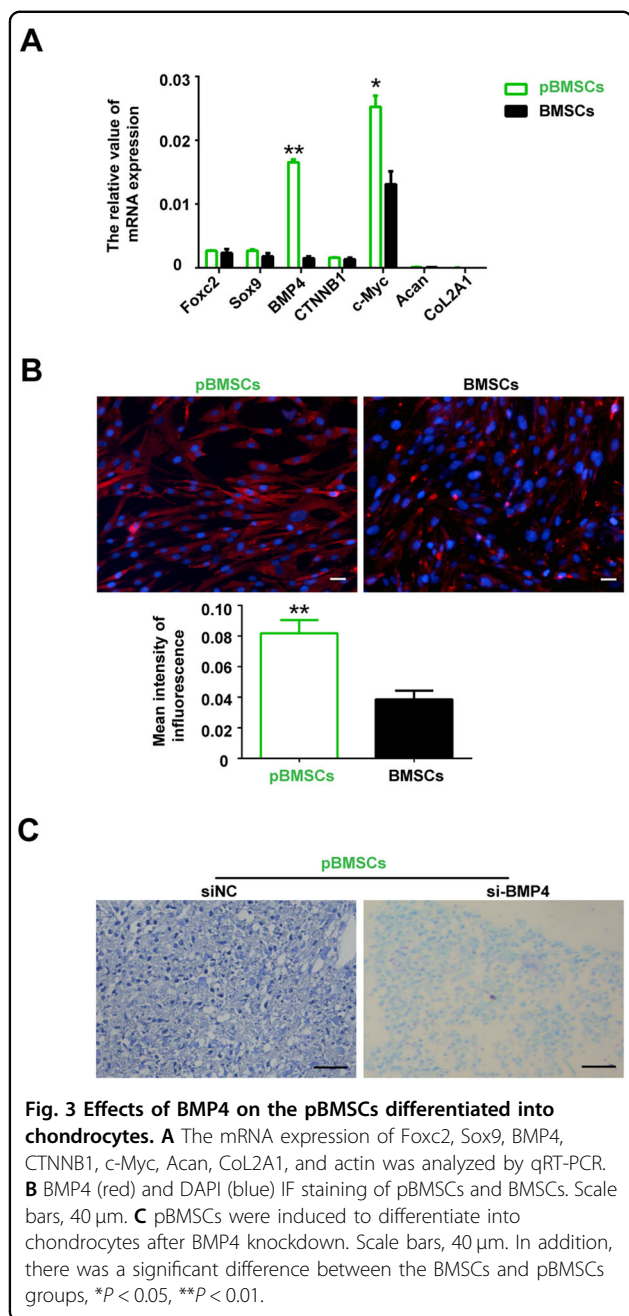 A
The relative value of
mRNA expression
0.03
0.02
0.01
0
**
*
pBMSCs
BMSCs
Foxc2
Sox9
BMP4
CTNNB1
c-Myc
Acan
CoL2A1
B
pBMSCs
BMSCs
Mean intensity of
influorescence
0.10
0.08
0.06
0.04
0.02
0
**
pBMSCs
BMSCs
C
pBMSCs
siNC
si-BMP4
Fig. 3 Effects of BMP4 on the pBMSCs differentiated into
chondrocytes. A The mRNA expression of Foxc2, Sox9, BMP4,
CTNNB1, c-Myc, Acan, CoL2A1, and actin was analyzed by qRT-PCR.
B BMP4 (red) and DAPI (blue) IF staining of pBMSCs and BMSCs. Scale
bars, 40 μm. C pBMSCs were induced to differentiate into
chondrocytes after BMP4 knockdown. Scale bars, 40 μm. In addition,
there was a significant difference between the BMSCs and pBMSCs
groups, *P < 0.05, **P < 0.01.